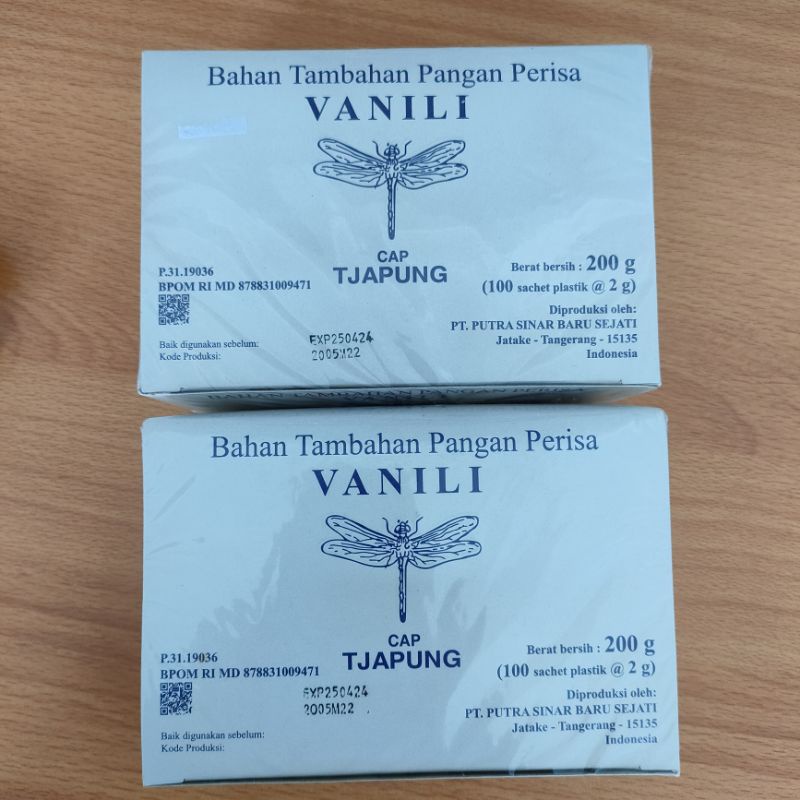 Bahan Tambahan Pangan Perisa
VANILI
CAP
TJAPUNG
P.31.19036
BPOM RI MD 878831009471
Berat bersih : 200 g
(100 sachet plastik @ 2 g)
Diproduksi oleh:
PT. PUTRA SINAR BARU SEJATI
Jatake - Tangerang - 15135
Indonesia
Baik digunakan sebelum: EXP250424
Kode Produksi: 2005M22
BAHAN TAMBAHAN PANGAN PERISA
Bahan Tambahan Pangan Perisa
VANILI
CAP
TJAPUNG
P.31.19036
BPOM RI MD 878831009471
Berat bersih : 200 g
(100 sachet plastik @ 2 g)
Diproduksi oleh:
PT. PUTRA SINAR BARU SEJATI
Jatake - Tangerang - 15135
Indonesia
EXP250424
2005M22
Baik digunakan sebelum:
Kode Produksi: